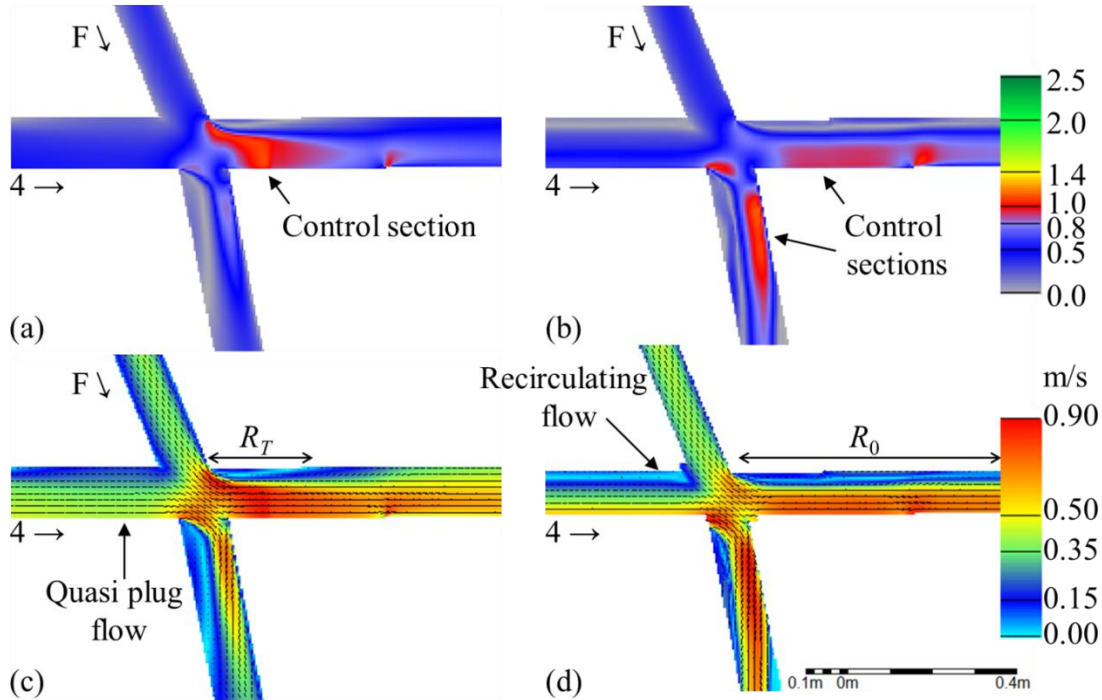 F ↘
F ↘
4 →
Control section
4 →
Control
sections
2.5
2.0
1.4
1.0
0.8
0.5
0.0
(a)
(b)
F ↘
R_T
Quasi plug
flow
4 →
Recirculating
flow
R_0
4 →
m/s
0.90
0.50
0.35
0.15
0.00
(c)
(d)
0.1m 0m 0.4m